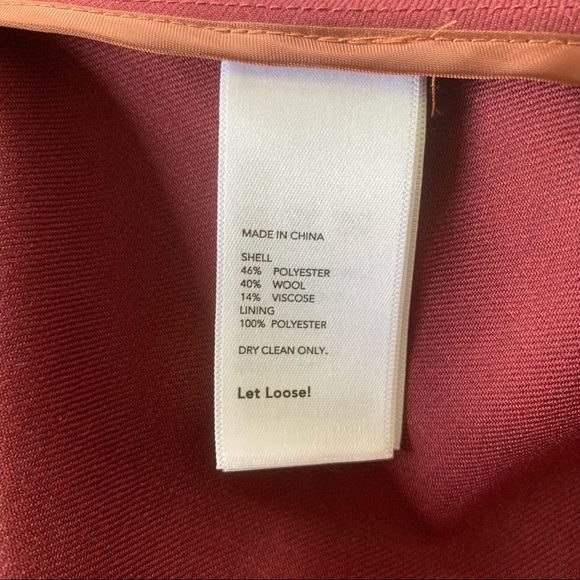 MADE IN CHINA
SHELL
46% POLYESTER
40% WOOL
14% VISCOSE
LINING
100% POLYESTER
DRY CLEAN ONLY.
Let Loose!